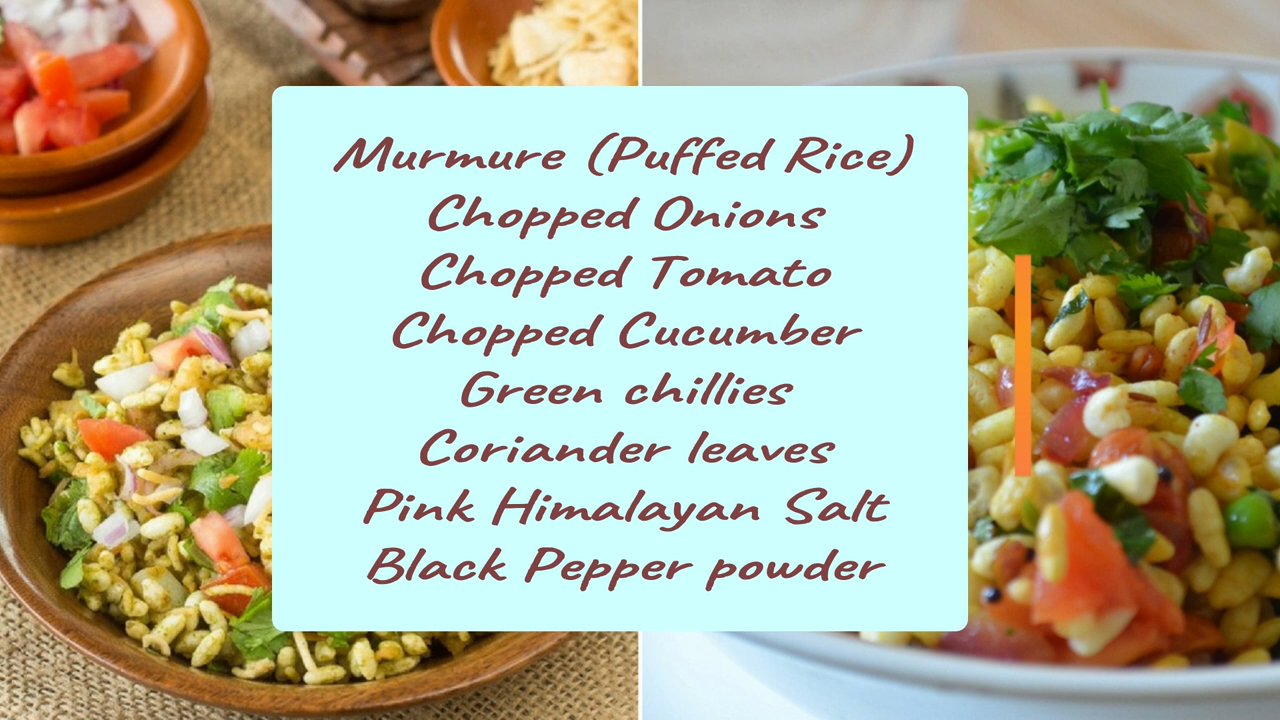 Murmure (Puffed Rice)
Chopped Onions
Chopped Tomato
Chopped Cucumber
Green chillies
Coriander leaves
Pink Himalayan Salt
Black Pepper powder